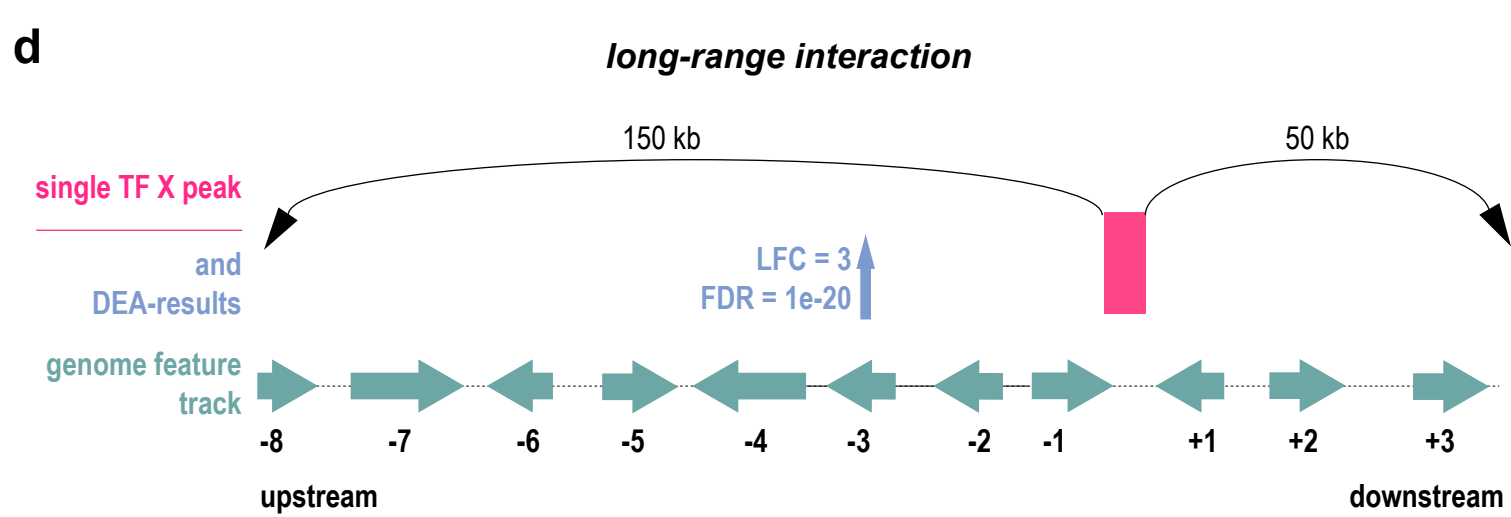 d
long-range interaction
150 kb
50 kb
single TF X peak
and
DEA-results
LFC = 3
FDR = 1e-20
genome feature
track
-8 -7 -6 -5 -4 -3 -2 -1 +1 +2 +3
upstream downstream